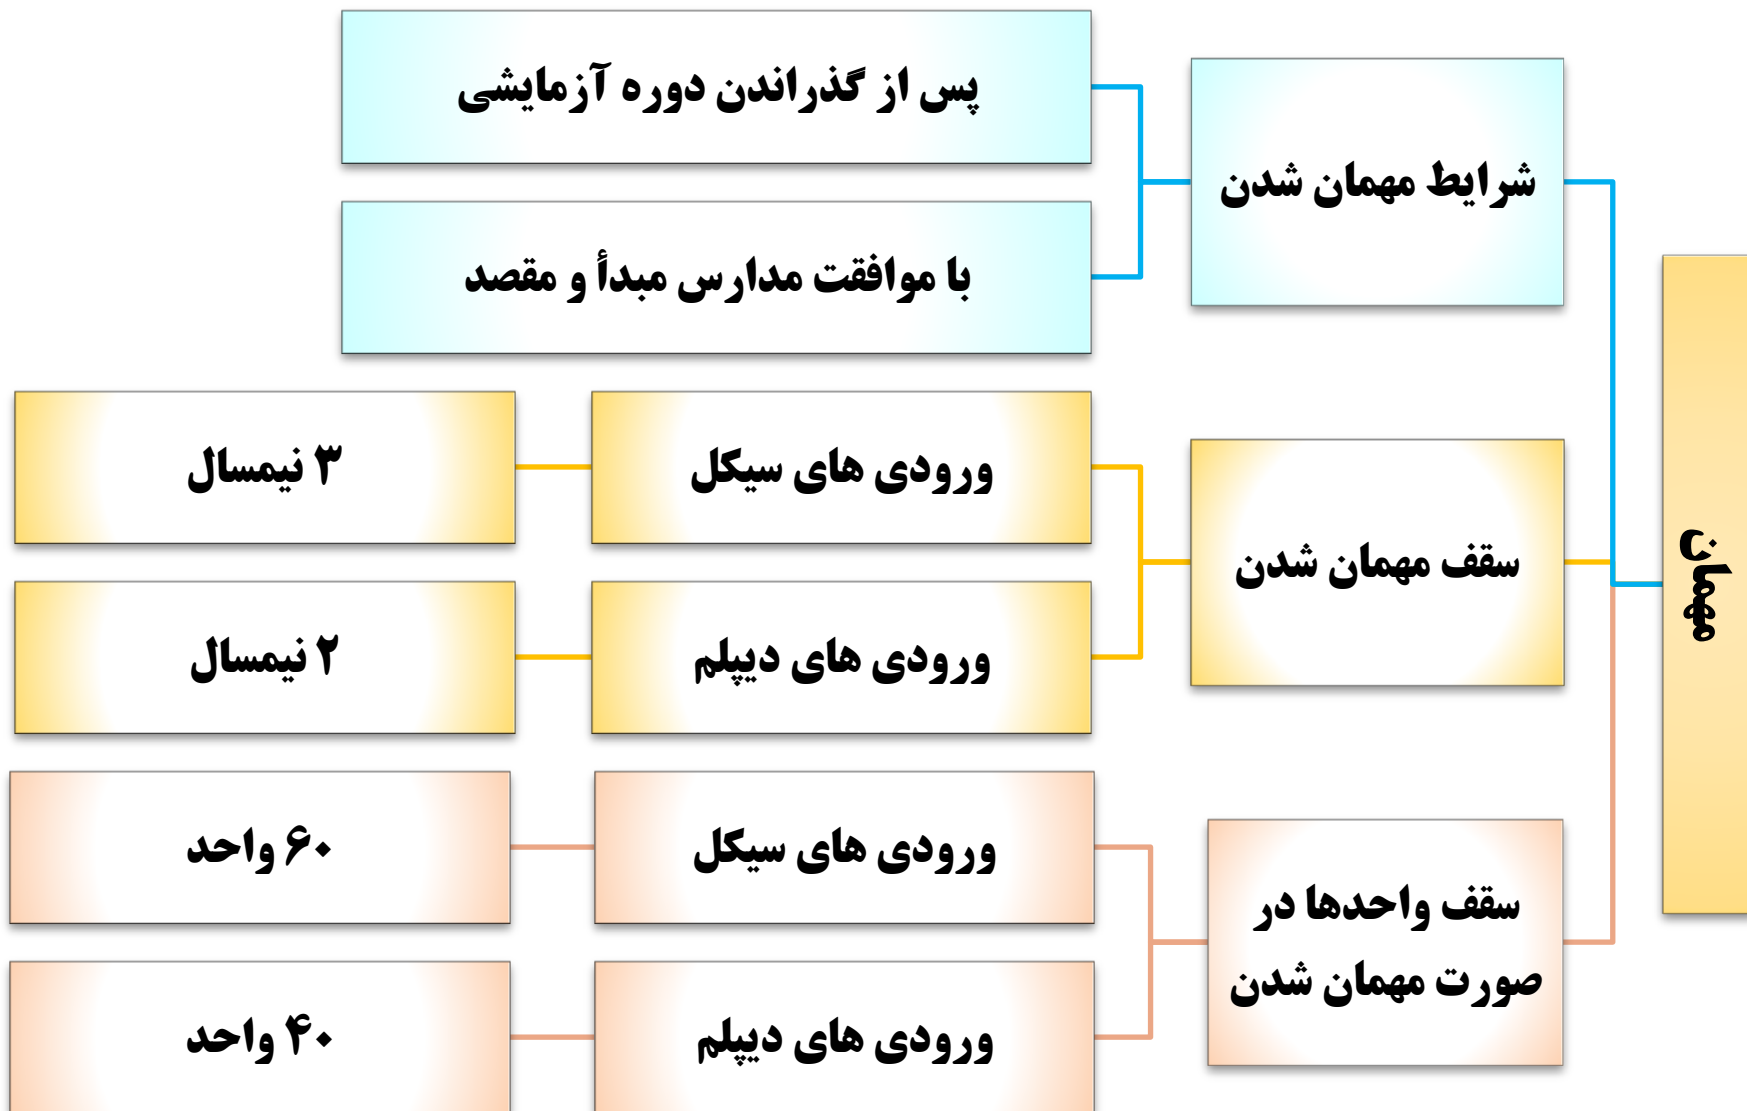 مهمان
شرایط مهمان شدن
پس از گذراندن دوره آزمایشی
با موافقت مدارس مبدأ و مقصد
سقف مهمان شدن
ورودی های سیکل
۳ نیمسال
ورودی های دیپلم
۲ نیمسال
سقف واحدها در
صورت مهمان شدن
ورودی های سیکل
۶۰ واحد
ورودی های دیپلم
۴۰ واحد